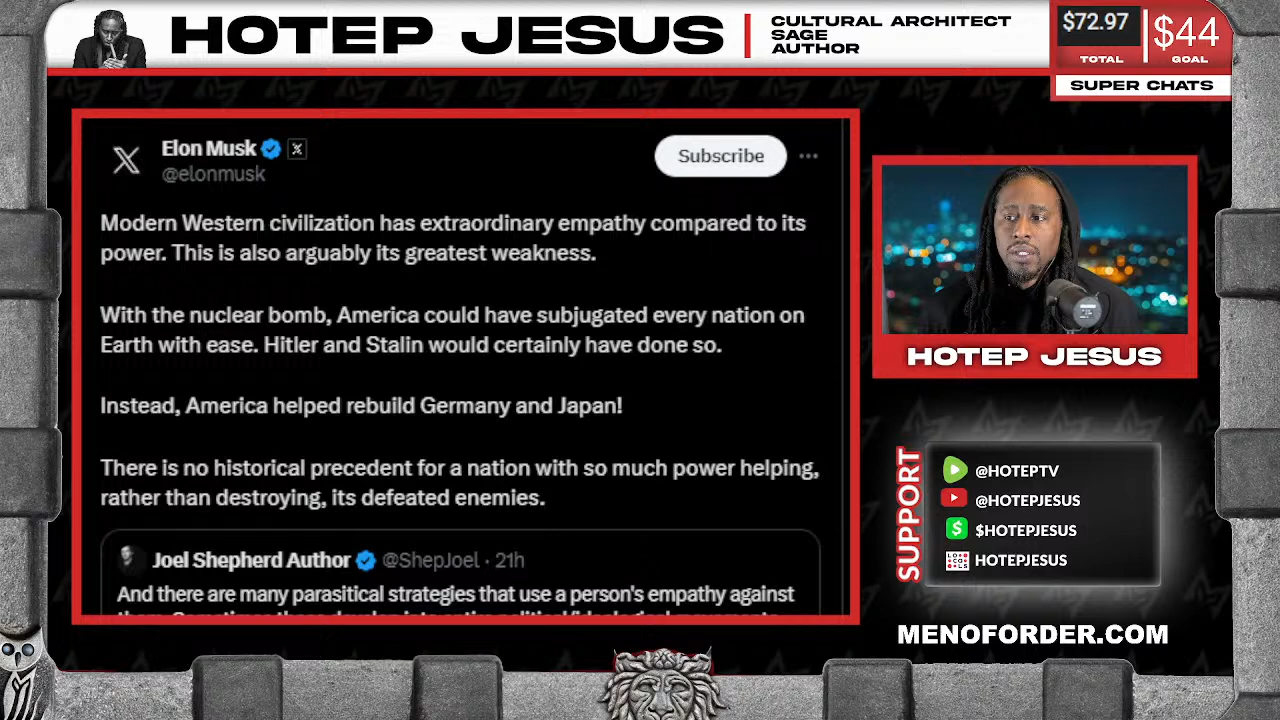 HOTEP JESUS
CULTURAL ARCHITECT
SAGE
AUTHOR
$72.97
TOTAL
$44
GOAL
SUPER CHATS
Elon Musk
@elonmusk
Subscribe
Modern Western civilization has extraordinary empathy compared to its
power. This is also arguably its greatest weakness.
With the nuclear bomb, America could have subjugated every nation on
Earth with ease. Hitler and Stalin would certainly have done so.
Instead, America helped rebuild Germany and Japan!
There is no historical precedent for a nation with so much power helping,
rather than destroying, its defeated enemies.
Joel Shepherd Author @ShepJoel · 21h
And there are many parasitical strategies that use a person's empathy against
HOTEP JESUS
SUPPORT
@HOTEPTV
@HOTEPJESUS
$HOTEPJESUS
HOTEPJESUS
MENOFORDER.COM